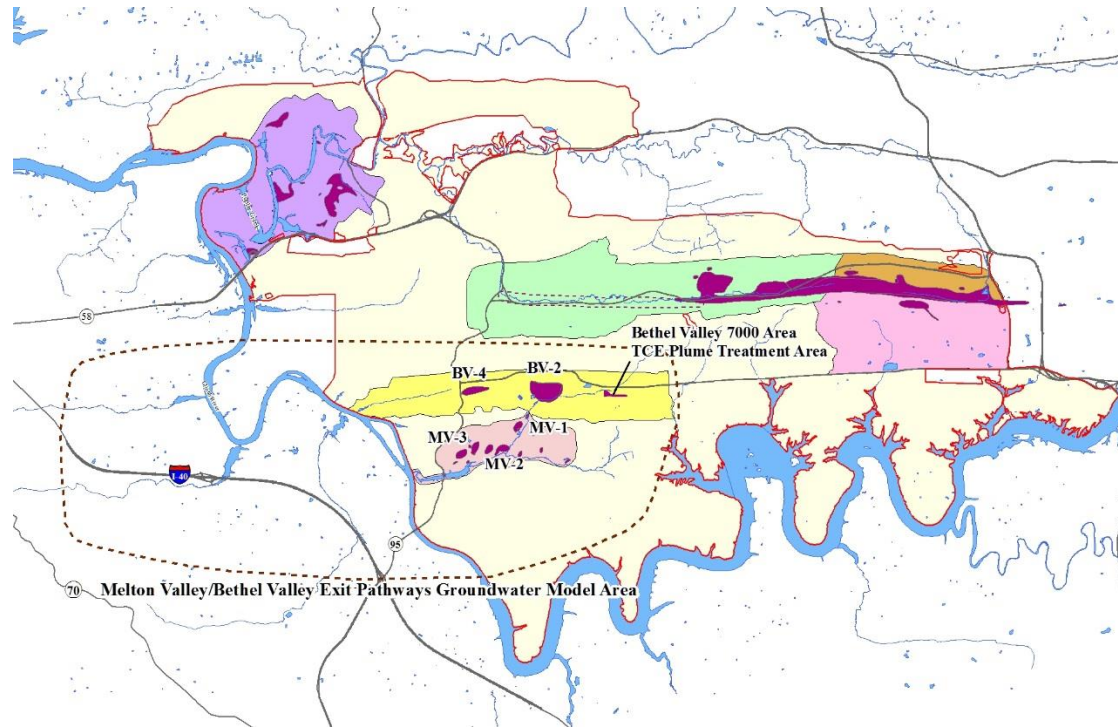 58
Bethel Valley 7000 Area
TCE Plume Treatment Area
BV-4
BV-2
MV-1
MV-3
MV-2
I-40
95
70
Melton Valley/Bethel Valley Exit Pathways Groundwater Model Area